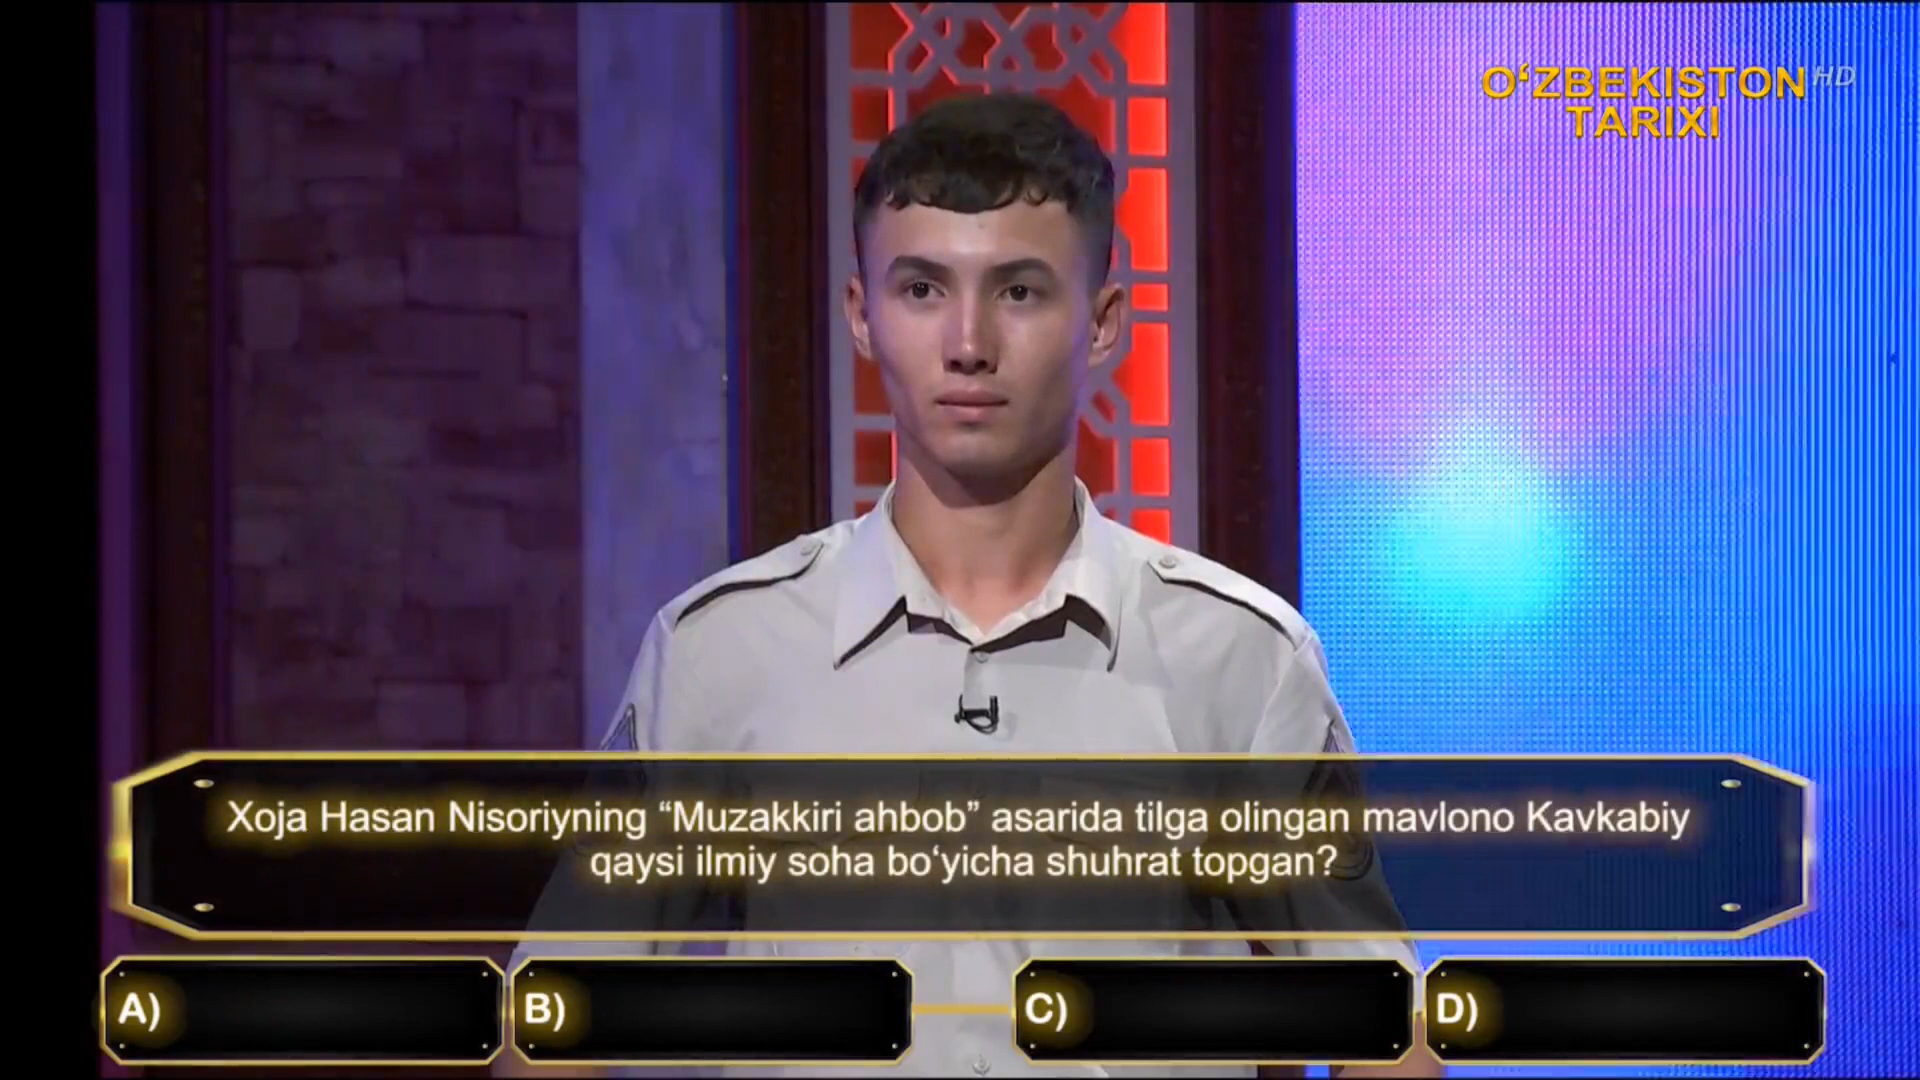 O‘ZBEKISTON HD
TARIXI
Xoja Hasan Nisoriyning “Muzakkiri ahbob” asarida tilga olingan mavlono Kavkabiy
qaysi ilmiy soha bo‘yicha shuhrat topgan?
A)
B)
C)
D)